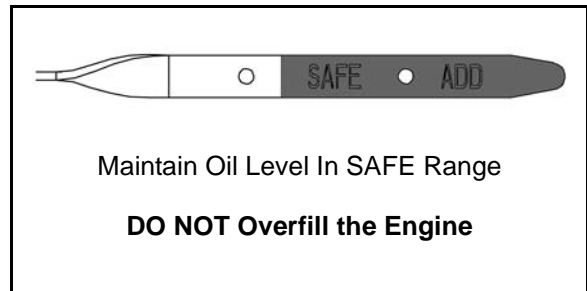 SAFE ADD
Maintain Oil Level In SAFE Range
DO NOT Overfill the Engine